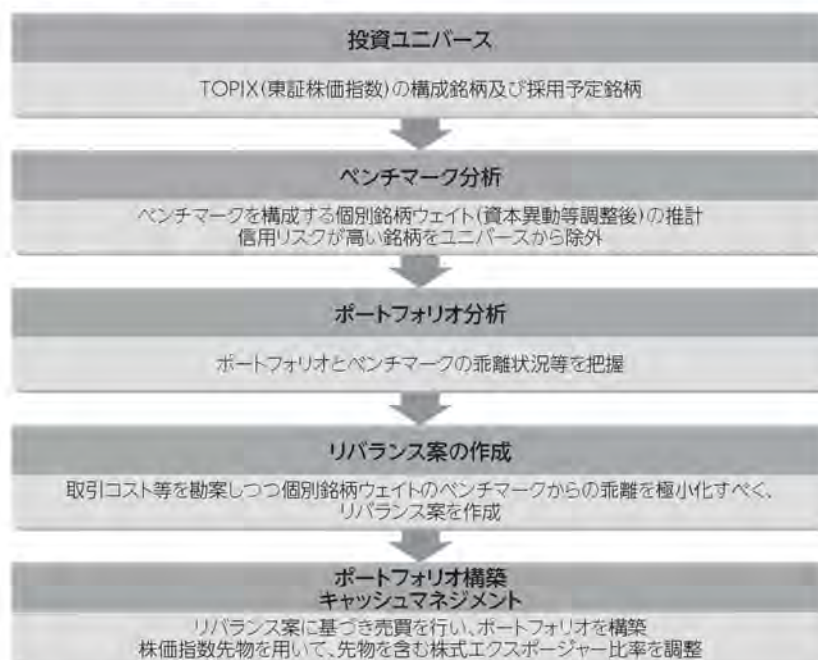 投資ユニバース
TOPIX(東証株価指数)の構成銘柄及び採用予定銘柄
ベンチマーク分析
ベンチマークを構成する個別銘柄ウェイト(資本異動等調整後)の推計
信用リスクが高い銘柄をユニバースから除外
ポートフォリオ分析
ポートフォリオとベンチマークの乖離状況等を把握
リバランス案の作成
取引コスト等を勘案しつつ個別銘柄ウェイトのベンチマークからの乖離を極小化すべく、
リバランス案を作成
ポートフォリオ構築
キャッシュマネジメント
リバランス案に基づき売買を行い、ポートフォリオを構築
株価指数先物を用いて、先物を含む株式エクスポージャー比率を調整